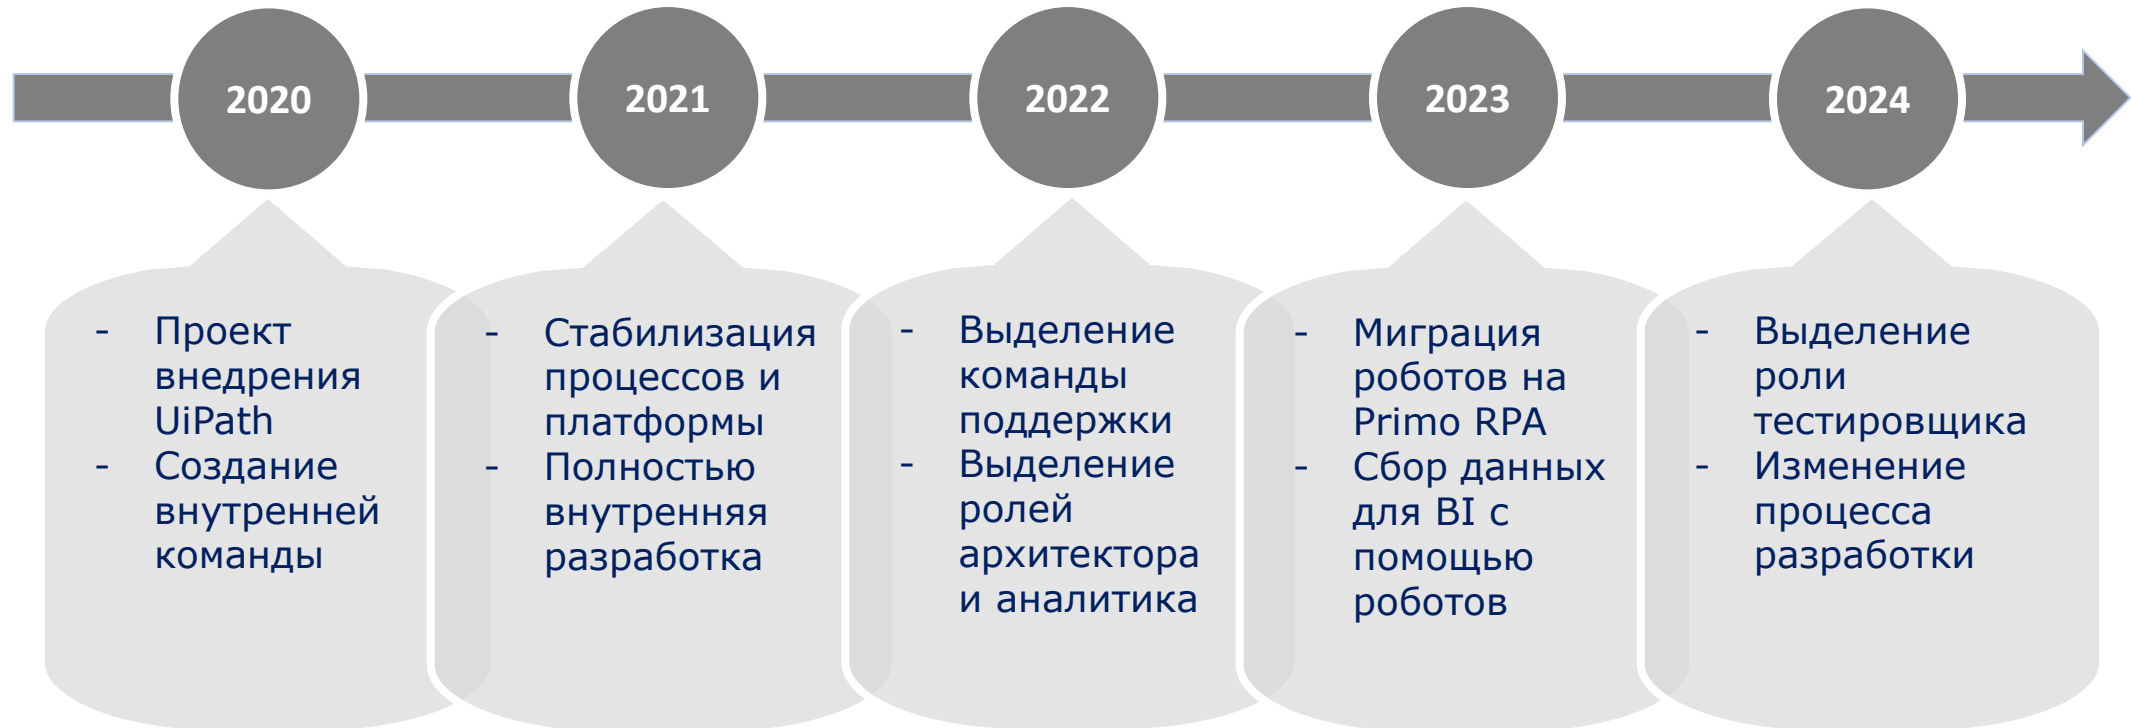 2020
2021
2022
2023
2024
- Проект
внедрения
UiPath
- Создание
внутренней
команды
- Стабилизация
процессов и
платформы
- Полностью
внутренняя
разработка
- Выделение
команды
поддержки
- Выделение
ролей
архитектора
и аналитика
- Миграция
роботов на
Primo RPA
- Сбор данных
для BI с
помощью
роботов
- Выделение
роли
тестировщика
- Изменение
процесса
разработки